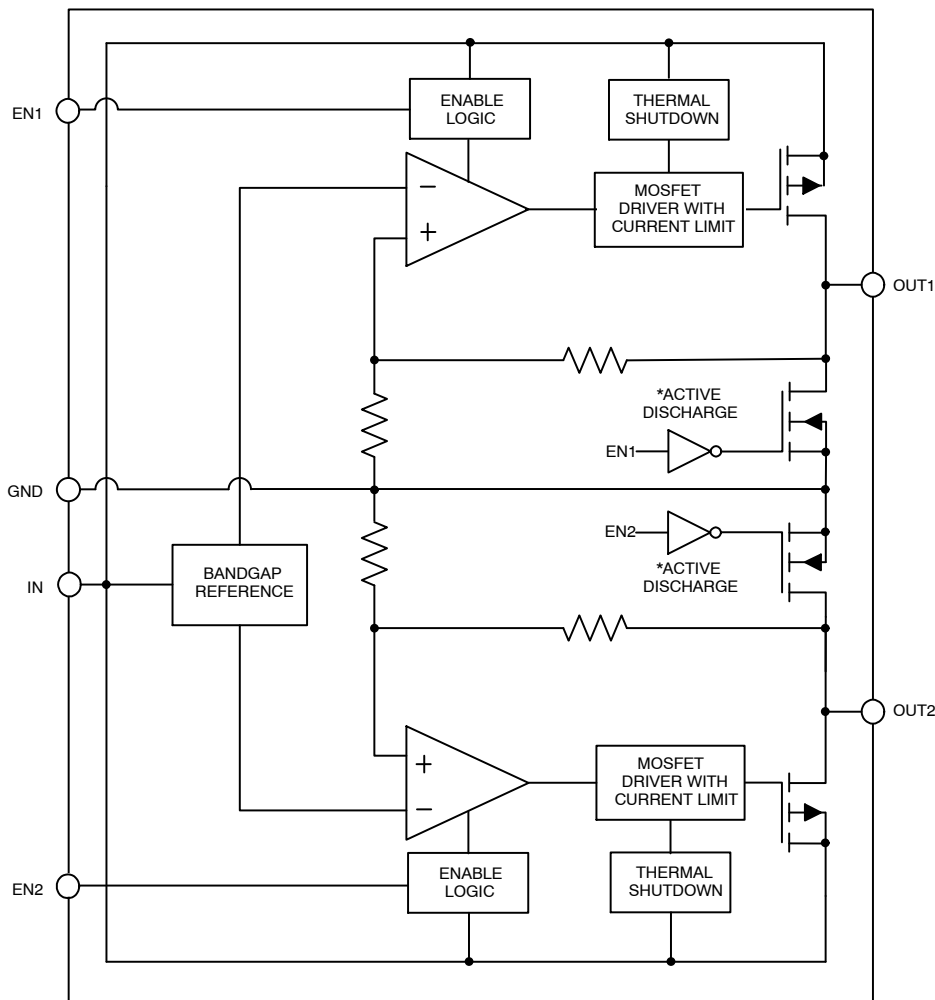 EN1
ENABLE
LOGIC
THERMAL
SHUTDOWN
−
+
MOSFET
DRIVER WITH
CURRENT LIMIT
OUT1
*ACTIVE
DISCHARGE
EN1
GND
EN2
*ACTIVE
DISCHARGE
IN
BANDGAP
REFERENCE
OUT2
+
−
MOSFET
DRIVER WITH
CURRENT LIMIT
EN2
ENABLE
LOGIC
THERMAL
SHUTDOWN